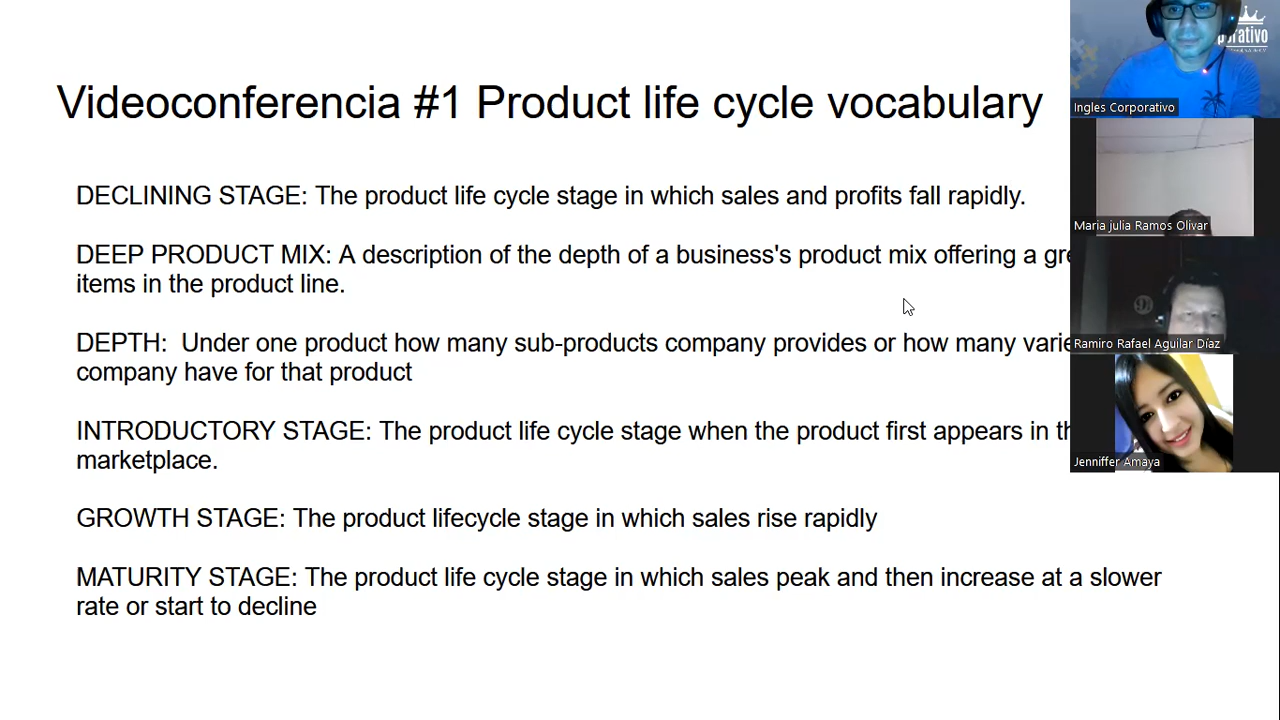 Videoconferencia #1 Product life cycle vocabulary
DECLINING STAGE: The product life cycle stage in which sales and profits fall rapidly.
DEEP PRODUCT MIX: A description of the depth of a business's product mix offering a
items in the product line.
DEPTH: Under one product how many sub-products company provides or how many
company have for that product
INTRODUCTORY STAGE: The product life cycle stage when the product first appears in
marketplace.
GROWTH STAGE: The product lifecycle stage in which sales rise rapidly
MATURITY STAGE: The product life cycle stage in which sales peak and then increase at a slower
rate or start to decline
Ingles Corporativo
Maria julia Ramos Olivar
Ramiro Rafael Aguilar Díaz
Jenniffer Amaya